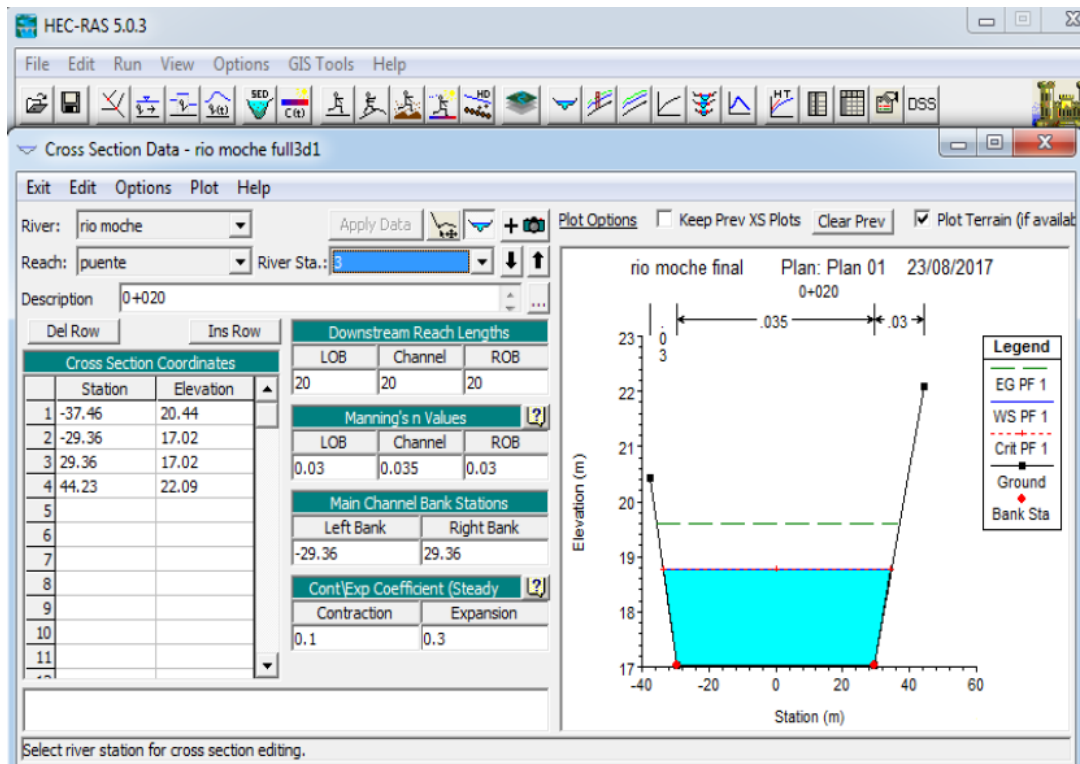 HEC-RAS 5.0.3
File Edit Run View Options GIS Tools Help
SED C(t) HD HT DSS
Cross Section Data - rio moche full3d1
Exit Edit Options Plot Help
River: rio moche Apply Data Plot Options Keep Prev XS Plots Clear Prev Plot Terrain (if availab
Reach: puente River Sta.: 3
Description 0+020 ...
Del Row Ins Row
Cross Section Coordinates
Station Elevation
1 -37.46 20.44
2 -29.36 17.02
3 29.36 17.02
4 44.23 22.09
5
6
7
8
9
10
11
Downstream Reach Lengths
LOB Channel ROB
20 20 20
Manning's n Values
LOB Channel ROB
0.03 0.035 0.03
Main Channel Bank Stations
Left Bank Right Bank
-29.36 29.36
Cont\Exp Coefficient (Steady
Contraction Expansion
0.1 0.3
rio moche final Plan: Plan 01 23/08/2017
0+020
.03 .035 .03
23
22
21
20
19
18
17
Elevation (m)
-40 -20 0 20 40 60
Station (m)
Legend
EG PF 1
WS PF 1
Crit PF 1
Ground
Bank Sta
Select river station for cross section editing.